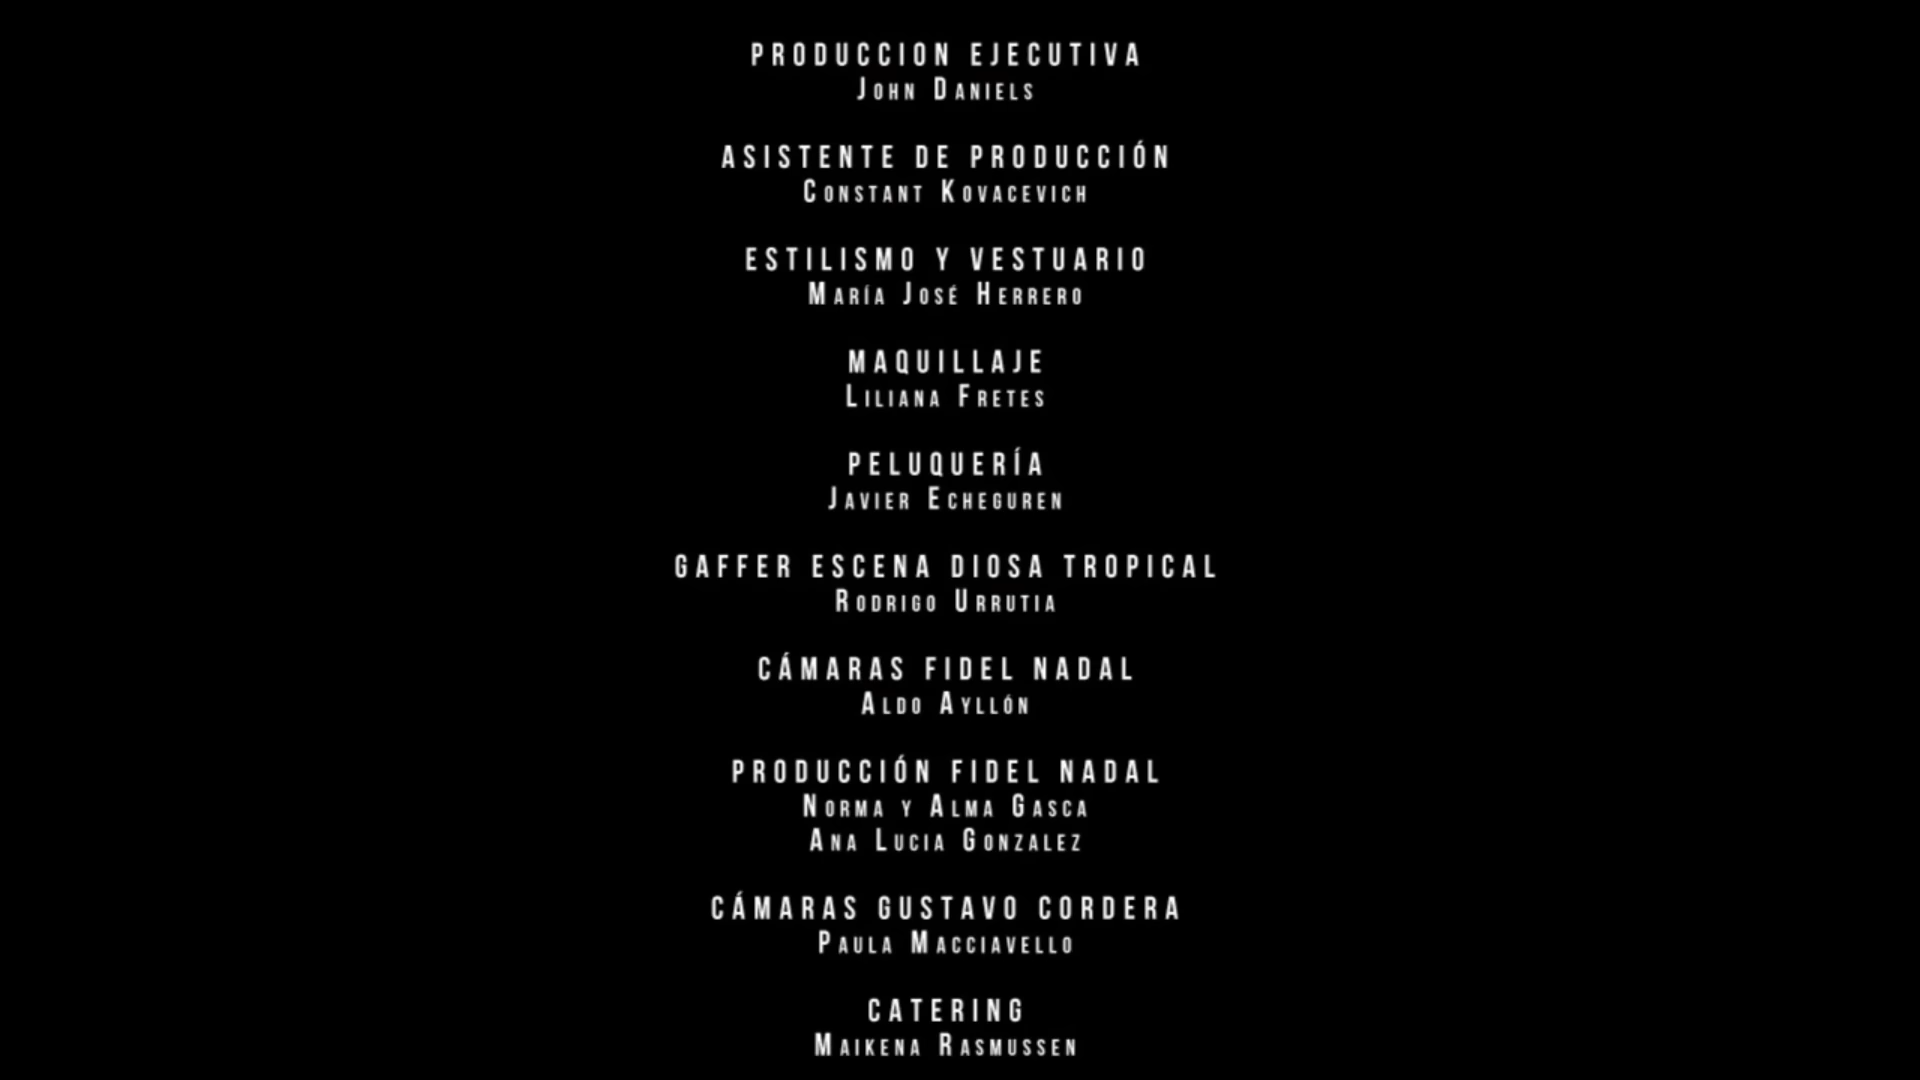 PRODUCCION EJECUTIVA
JOHN DANIELS
ASISTENTE DE PRODUCCIÓN
CONSTANT KOVACEVICH
ESTILISMO Y VESTUARIO
MARÍA JOSÉ HERRERO
MAQUILLAJE
LILIANA FRETES
PELUQUERÍA
JAVIER ECHEGUREN
GAFFER ESCENA DIOSA TROPICAL
RODRIGO URRUTIA
CÁMARAS FIDEL NADAL
ALDO AYLLÓN
PRODUCCIÓN FIDEL NADAL
NORMA Y ALMA GASCA
ANA LUCIA GONZALEZ
CÁMARAS GUSTAVO CORDERA
PAULA MACCIAVELLO
CATERING
MAIKENA RASMUSSEN